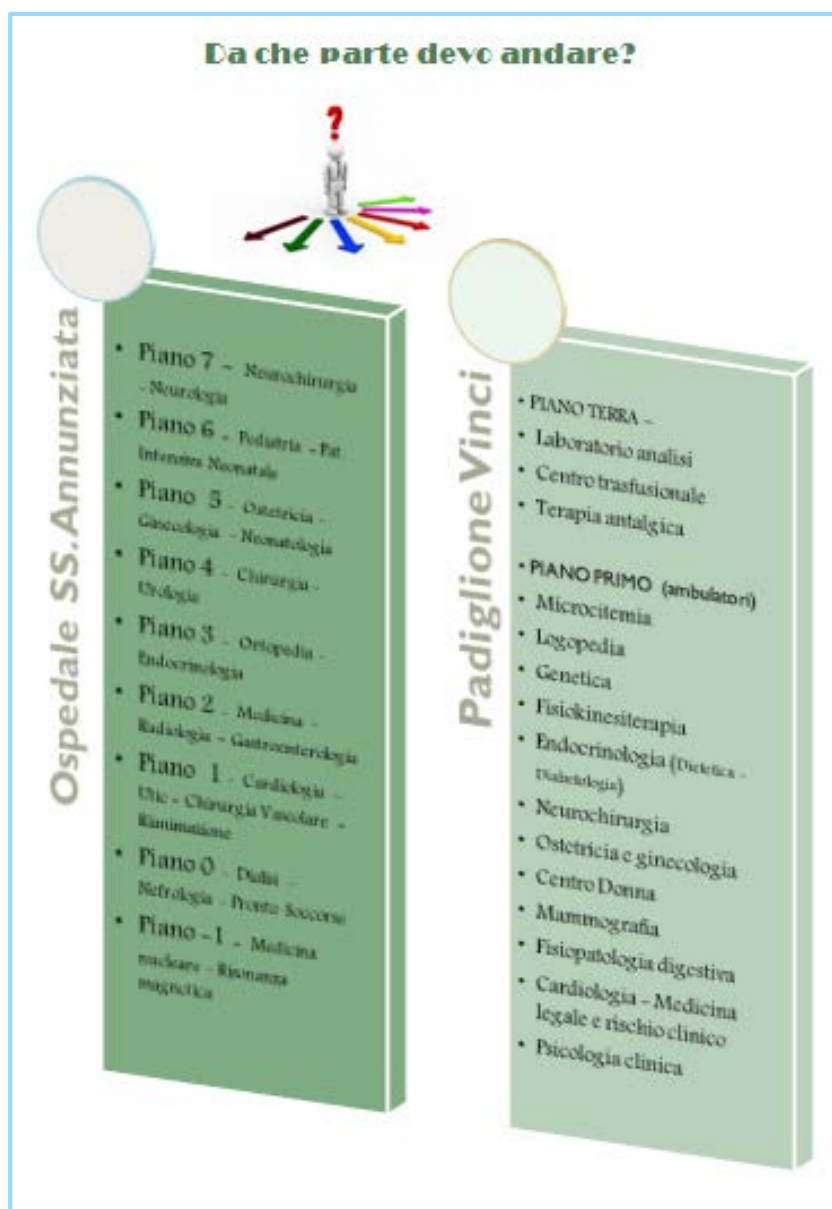 Da che parte devo andare?
?
Ospedale SS.Annunziata
• Piano 7 - Neurochirurgia
- Neurologia
• Piano 6 - Pediatria - Pat.
Intensiva Neonatale
• Piano 5 - Ostetricia -
Ginecologia - Neonatologia
• Piano 4 - Chirurgia -
Urologia
• Piano 3 - Ortopedia -
Endocrinologia
• Piano 2 - Medicina -
Radiologia - Gastroenterologia
• Piano 1 - Cardiologia -
Utic - Chirurgia Vascolare -
Rianimazione
• Piano 0 - Dialisi -
Nefrologia - Pronto Soccorso
• Piano -1 - Medicina
nucleare - Risonanza
magnetica
Padiglione Vinci
• PIANO TERRA -
• Laboratorio analisi
• Centro trasfusionale
• Terapia antalgica
• PIANO PRIMO (ambulatori)
• Microcitemia
• Logopedia
• Genetica
• Fisiokinesiterapia
• Endocrinologia (Dietetica -
Diabetologia)
• Neurochirurgia
• Ostetricia e ginecologia
• Centro Donna
• Mammografia
• Fisiopatologia digestiva
• Cardiologia - Medicina
legale e rischio clinico
• Psicologia clinica